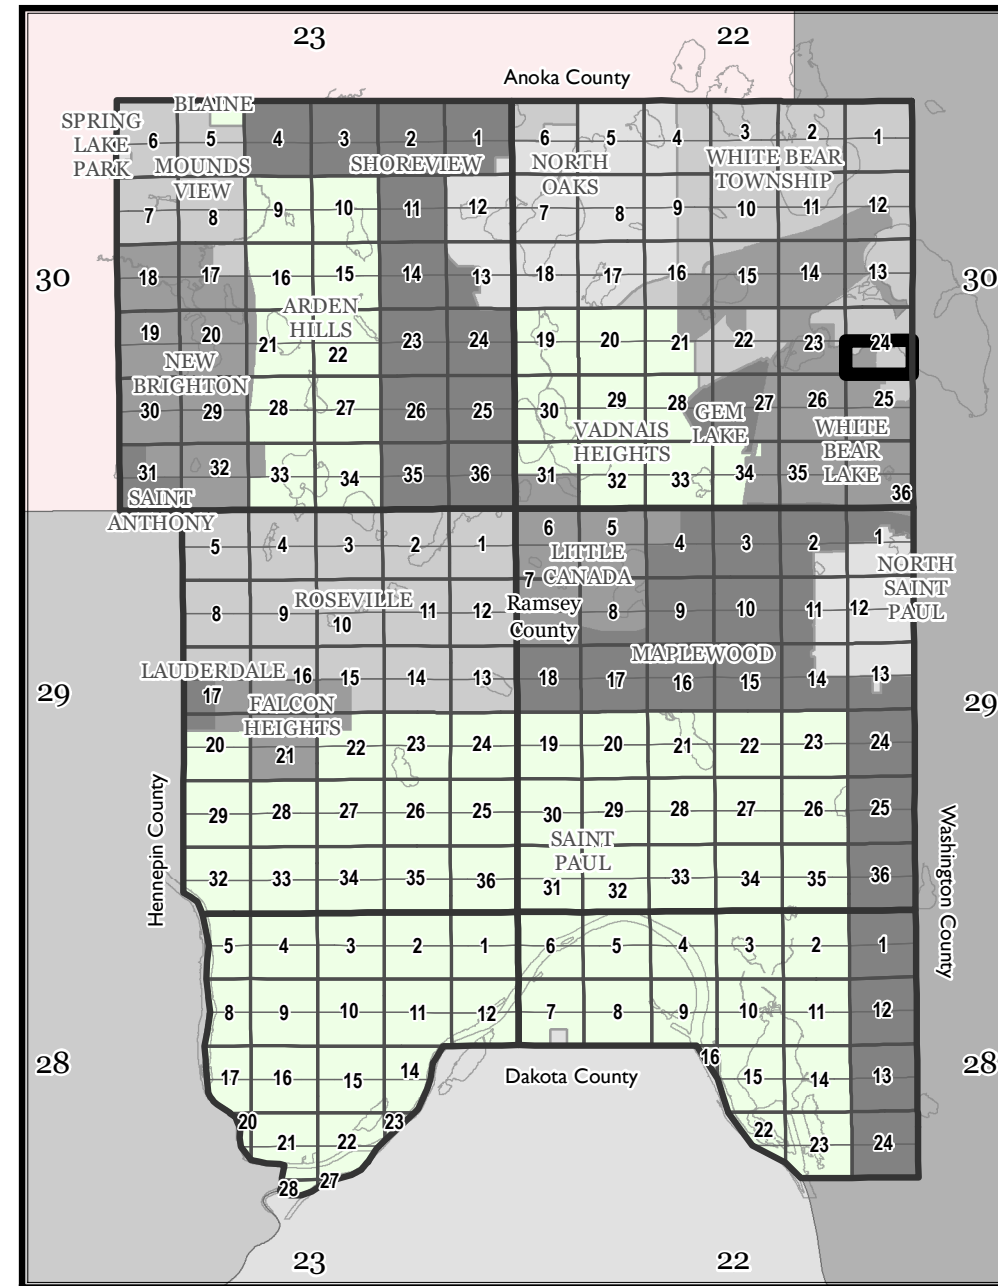 23 22
Anoka County
BLAINE
SPRING
LAKE
PARK
6 5 4 3 2 1 6 5 4 3 2 1
MOUNDS
VIEW
SHOREVIEW
NORTH
OAKS
WHITE BEAR
TOWNSHIP
7 8 9 10 11 12 7 8 9 10 11 12
30 18 17 16 15 14 13 18 17 16 15 14 13 30
ARDEN
HILLS
19 20 21 22 23 24 19 20 21 22 23 24
NEW
BRIGHTON
30 29 28 27 26 25 30 29 28 27 26 25
VADNAIS
HEIGHTS
GEM
LAKE
WHITE
BEAR
LAKE
31 32 33 34 35 36 31 32 33 34 35 36
SAINT
ANTHONY
5 4 3 2 1 6 5 4 3 2 1
LITTLE
CANADA
NORTH
SAINT
PAUL
8 9 10 11 12 7 8 9 10 11 12
ROSEVILLE
Ramsey
County
MAPLEWOOD
LAUDERDALE
29 17 16 15 14 13 18 17 16 15 14 13 29
FALCON
HEIGHTS
20 21 22 23 24 19 20 21 22 23 24
29 28 27 26 25 30 29 28 27 26 25
Hennepin County
Washington County
SAINT
PAUL
32 33 34 35 36 31 32 33 34 35 36
5 4 3 2 1 6 5 4 3 2 1
8 9 10 11 12 7 8 9 10 11 12
28 17 16 15 14 16 15 14 13 28
Dakota County
20 21 22 23 22 23 24
28 27
23 22